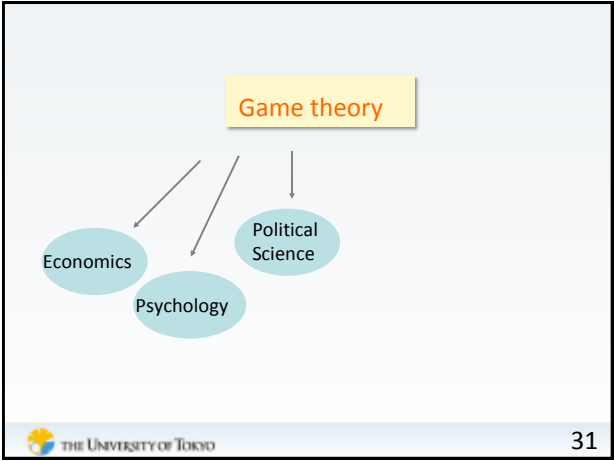 Game theory
Political
Science
Economics
Psychology
THE UNIVERSITY OF TOKYO
31